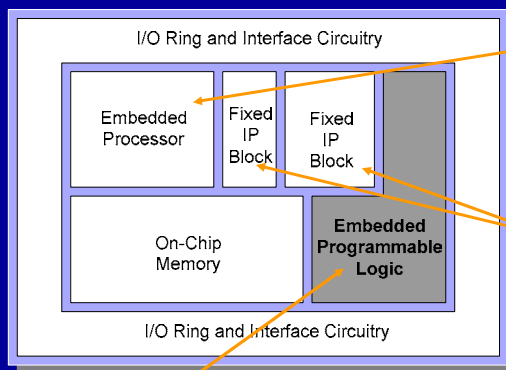 I/O Ring and Interface Circuitry
Embedded
Processor
Fixed
IP
Block
Fixed
IP
Block
On-Chip
Memory
Embedded
Programmable
Logic
I/O Ring and Interface Circuitry